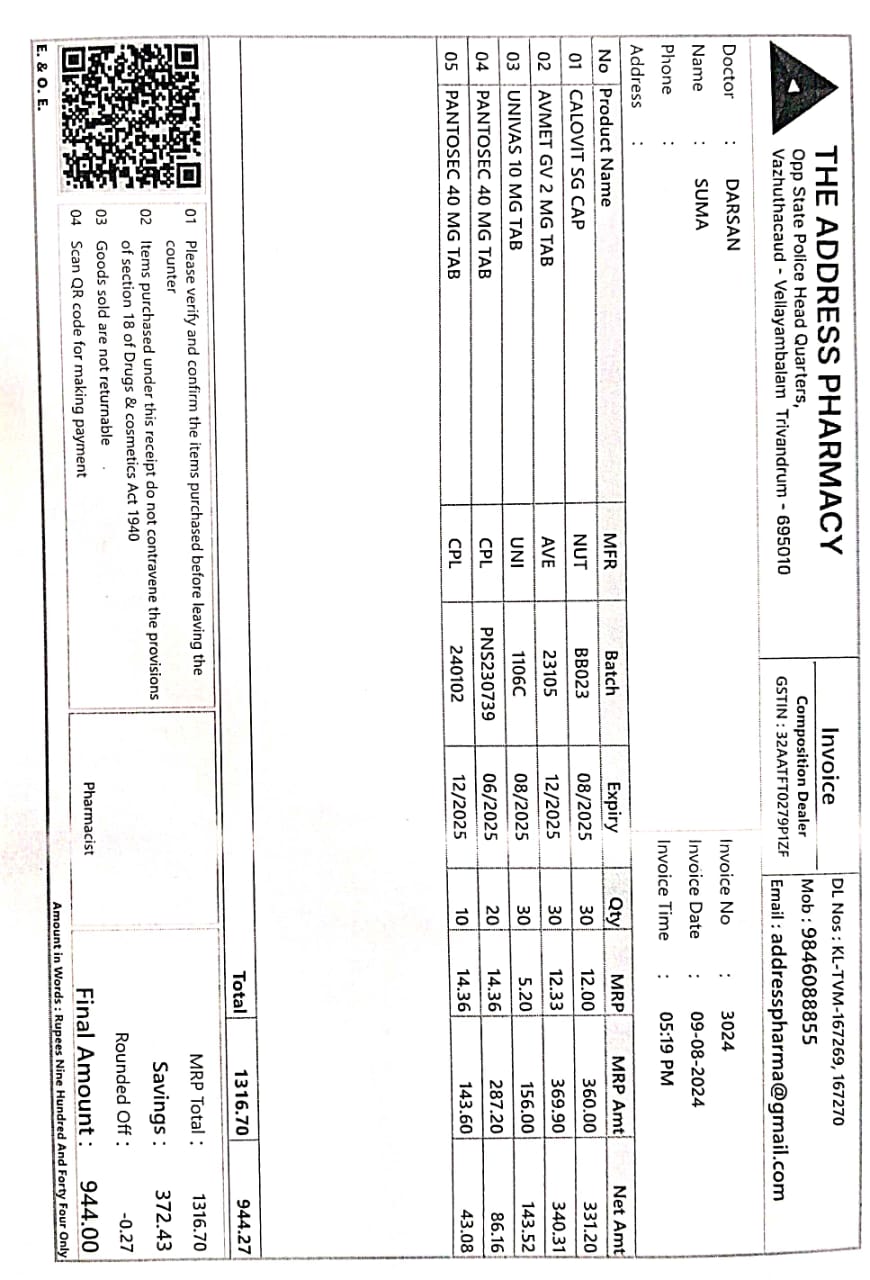 THE ADDRESS PHARMACY
Opp State Police Head Quarters,
Vazhuthacaud - Vellayambalam Trivandrum - 695010
Invoice
Composition Dealer
GSTIN : 32AATFT0279P1ZF
DL Nos : KL-TVM-167269, 167270
Mob : 9846088855
Email : addresspharma@gmail.com
Doctor : DARSAN
Name : SUMA
Phone :
Address :
Invoice No : 3024
Invoice Date : 09-08-2024
Invoice Time : 05:19 PM
No Product Name MFR Batch Expiry Qty MRP MRP Amt Net Amt
01 CALOVIT SG CAP NUT BB023 08/2025 30 12.00 360.00 331.20
02 AVMET GV 2 MG TAB AVE 23105 12/2025 30 12.33 369.90 340.31
03 UNIVAS 10 MG TAB UNI 1106C 08/2025 30 5.20 156.00 143.52
04 PANTOSEC 40 MG TAB CPL PNS230739 06/2025 20 14.36 287.20 86.16
05 PANTOSEC 40 MG TAB CPL 240102 12/2025 10 14.36 143.60 43.08
Total 1316.70 944.27
01 Please verify and confirm the items purchased before leaving the
counter
02 Items purchased under this receipt do not contravene the provisions
of section 18 of Drugs & cosmetics Act 1940
03 Goods sold are not returnable
04 Scan QR code for making payment
E. & O. E.
Pharmacist
MRP Total : 1316.70
Savings : 372.43
Rounded Off : -0.27
Final Amount : 944.00
Amount in Words : Rupees Nine Hundred And Forty Four Only